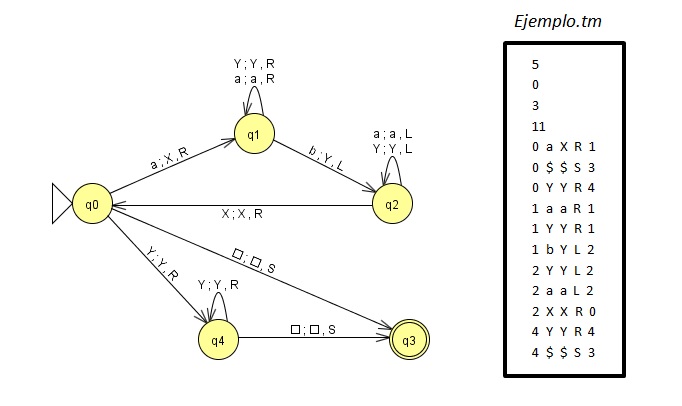 Ejemplo.tm
Y ; Y , R
a ; a , R
q1
a ; X , R
b ; Y , L
a ; a , L
Y ; Y , L
q0
q2
X ; X , R
Y ; Y , R
□ ; □ , S
Y ; Y , R
q4
□ ; □ , S
q3
5
0
3
11
0 a X R 1
0 $ $ S 3
0 Y Y R 4
1 a a R 1
1 Y Y R 1
1 b Y L 2
2 Y Y L 2
2 a a L 2
2 X X R 0
4 Y Y R 4
4 $ $ S 3